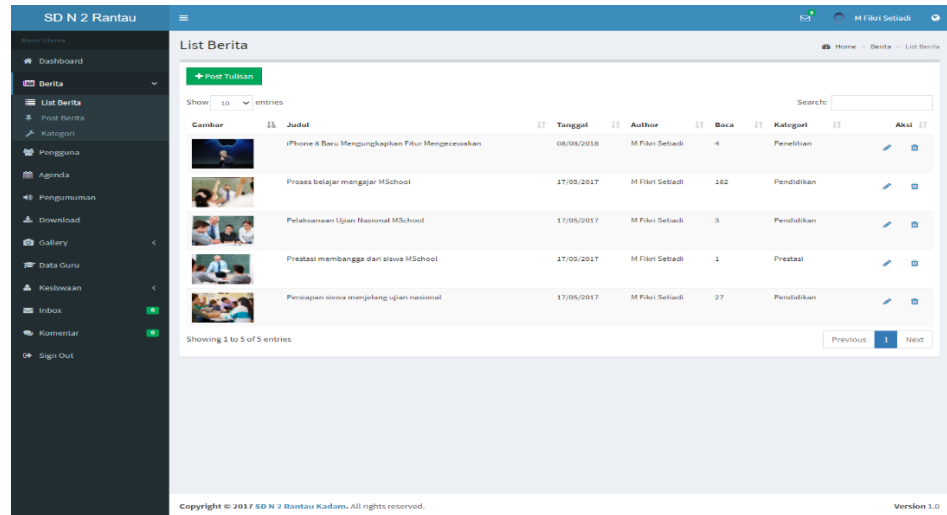 SD N 2 Rantau
0
M Fikri Setiadi
Menu Utama
List Berita
Home
Berita
List Berita
Dashboard
Berita
+ Post Tulisan
List Berita
Post Berita
Kategori
Show 10 entries
Search:
Gambar Judul Tanggal Author Baca Kategori Aksi
iPhone 8 Baru Mengungkapkan Fitur Mengecewakan 08/08/2018 M Fikri Setiadi 4 Penelitian
Proses belajar mengajar MSchool 17/05/2017 M Fikri Setiadi 162 Pendidikan
Pelaksanaan Ujian Nasional MSchool 17/05/2017 M Fikri Setiadi 3 Pendidikan
Prestasi membangga dari siswa MSchool 17/05/2017 M Fikri Setiadi 1 Prestasi
Persiapan siswa menjelang ujian nasional 17/05/2017 M Fikri Setiadi 27 Pendidikan
Pengguna
Agenda
Pengumuman
Download
Gallery
Data Guru
Kesiswaan
Inbox 0
Komentar 0
Sign Out
Showing 1 to 5 of 5 entries
Previous 1 Next
Copyright © 2017 SD N 2 Rantau Kadam. All rights reserved.
Version 1.0